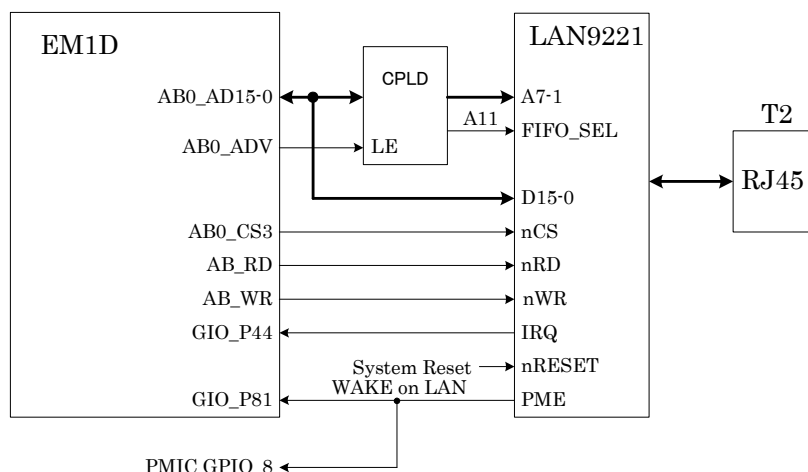 EM1D
LAN9221
CPLD
T2
AB0_AD15-0
A7-1
A11
AB0_ADV
LE
FIFO_SEL
RJ45
D15-0
AB0_CS3
nCS
AB_RD
nRD
AB_WR
nWR
GIO_P44
IRQ
System Reset
nRESET
WAKE on LAN
GIO_P81
PME
PMIC GPIO_8